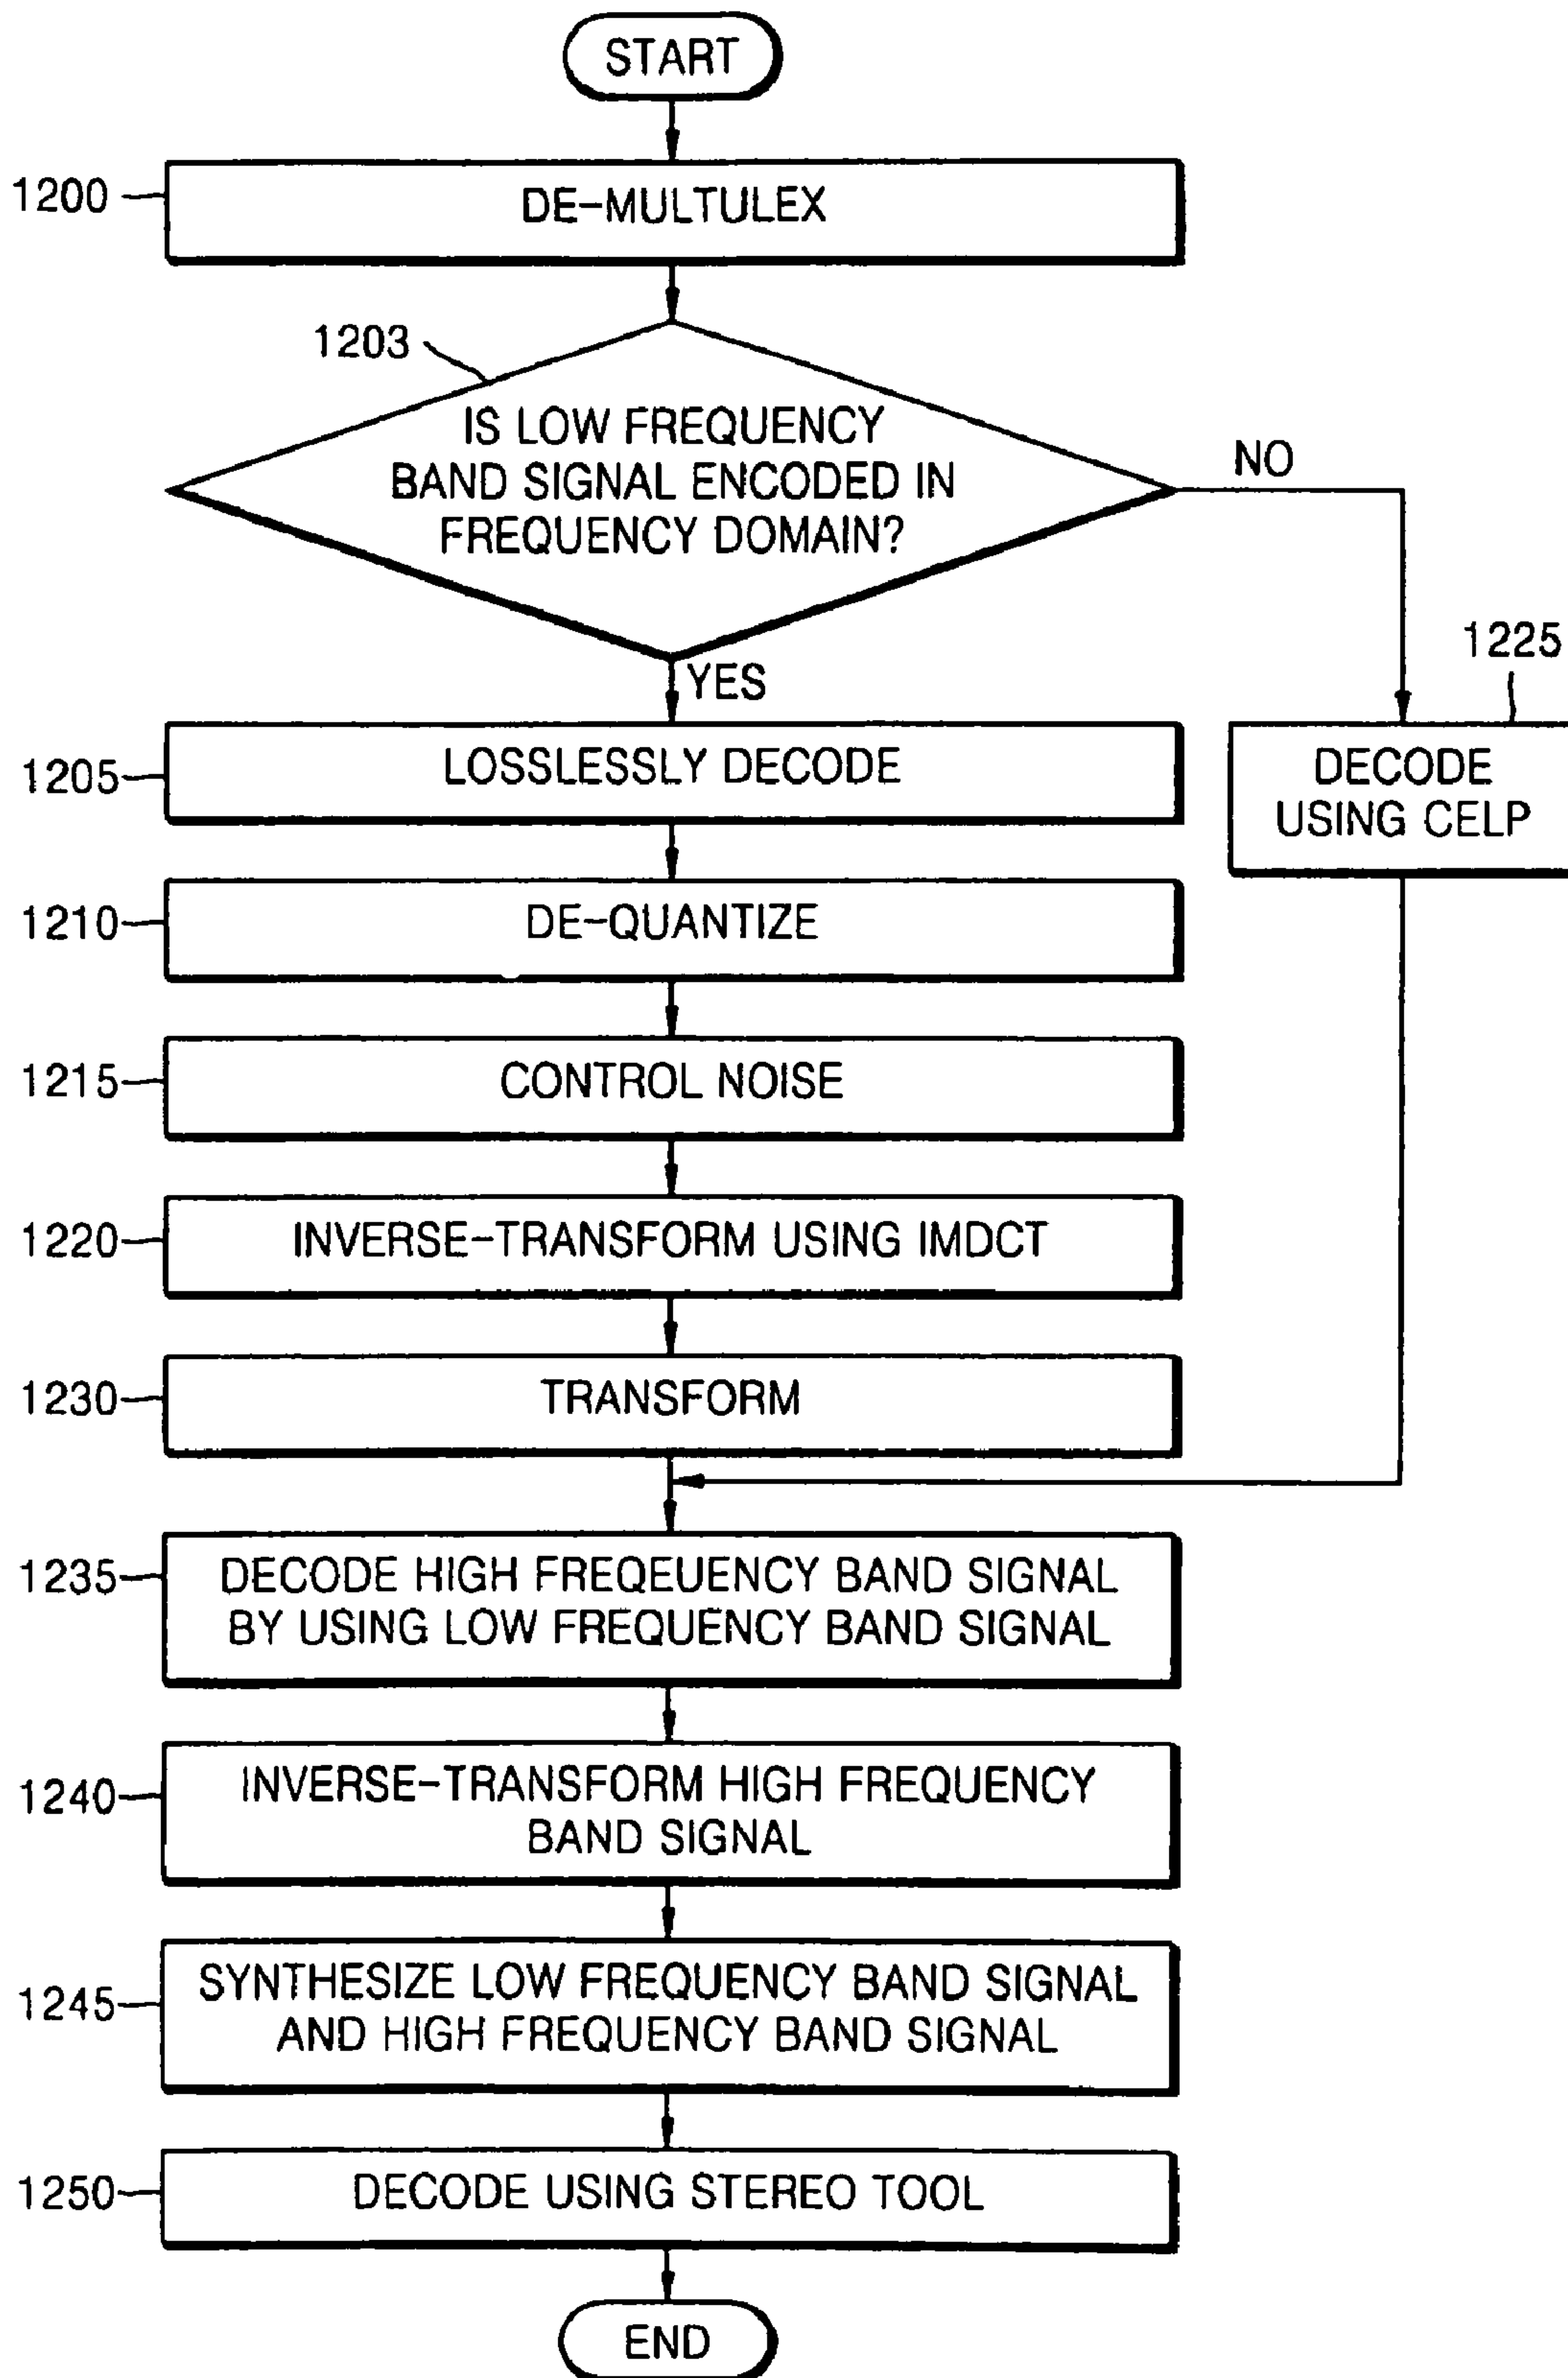 START
1200
DE-MULTULEX
1203
IS LOW FREQUENCY
BAND SIGNAL ENCODED IN
FREQUENCY DOMAIN?
NO
YES
1225
1205
LOSSLESSLY DECODE
DECODE
USING CELP
1210
DE-QUANTIZE
1215
CONTROL NOISE
1220
INVERSE-TRANSFORM USING IMDCT
1230
TRANSFORM
1235
DECODE HIGH FREQEUENCY BAND SIGNAL
BY USING LOW FREQUENCY BAND SIGNAL
1240
INVERSE-TRANSFORM HIGH FREQUENCY
BAND SIGNAL
1245
SYNTHESIZE LOW FREQUENCY BAND SIGNAL
AND HIGH FREQUENCY BAND SIGNAL
1250
DECODE USING STEREO TOOL
END